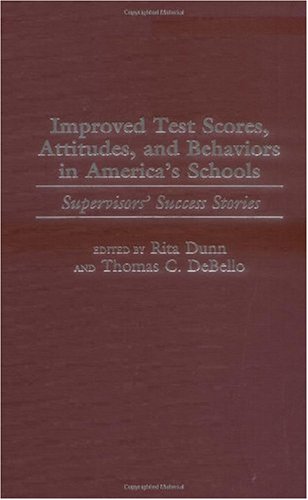 Improved Test Scores,
Attitudes, and Behaviors
in America's Schools
Supervisors' Success Stories
EDITED BY Rita Dunn
AND Thomas C. DeBello